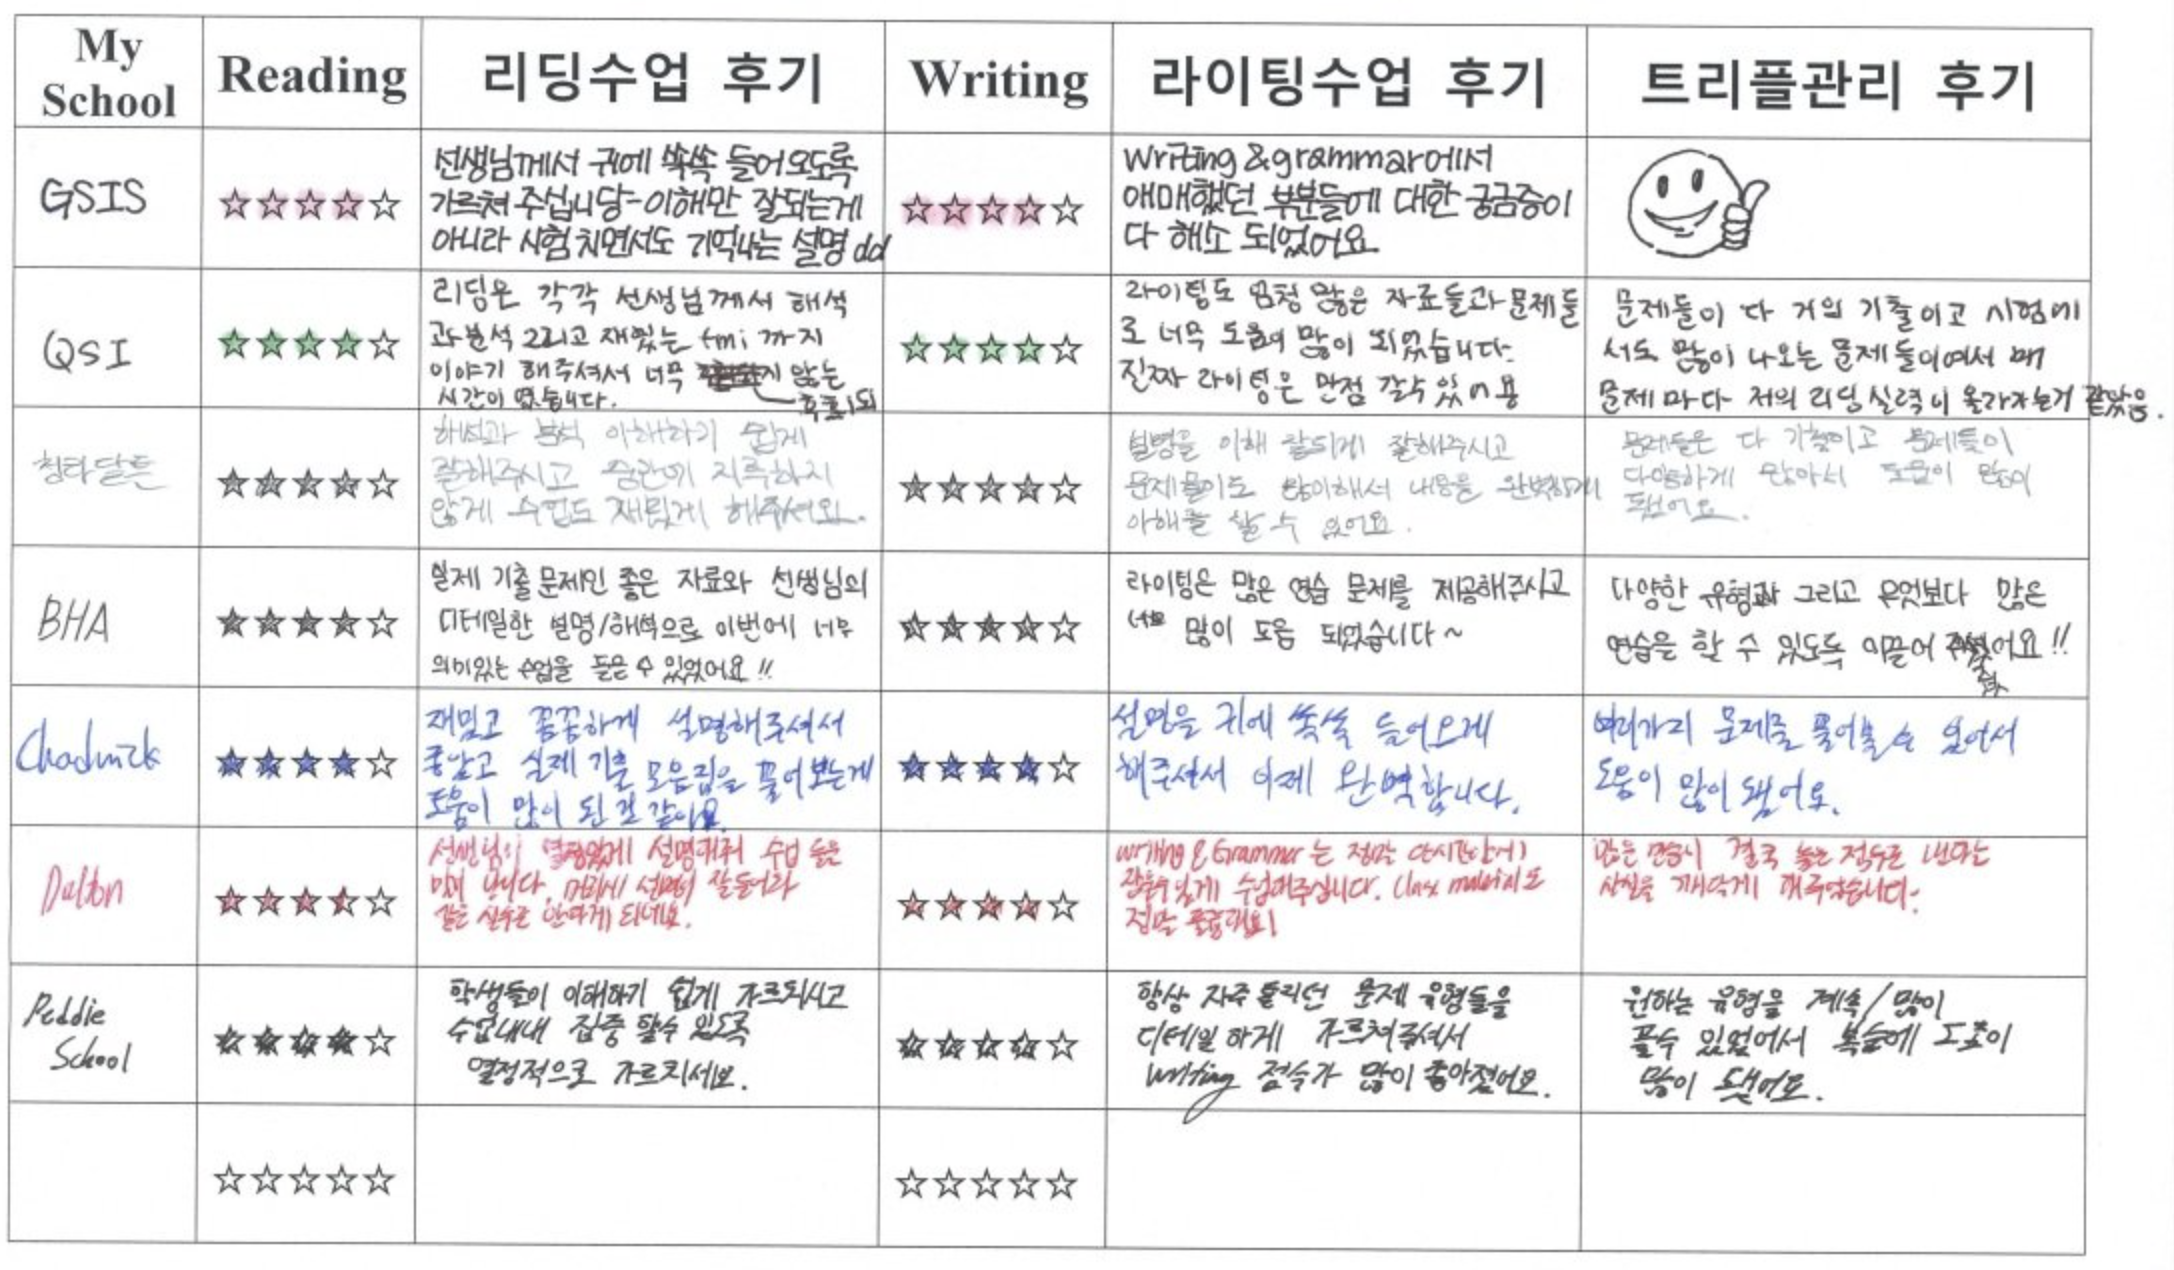 My School
Reading
리딩수업 후기
Writing
라이팅수업 후기
트리플관리 후기
GSIS
☆☆☆☆☆
선생님께서 귀에 쏙쏙 들어오도록
가르쳐 주십니당-이해만 잘되는게
아니라 시험 치면서도 기억나는 설명 dd
☆☆☆☆☆
Writing & grammar에서
애매했던 부분들에 대한 궁금증이
다 해소 되었어요
QSI
☆☆☆☆☆
리딩은 각각 선생님께서 해석
과분석 그리고 재밌는 tmi 까지
이야기 해주셔서 너무 않는
시간이 였습니다.
☆☆☆☆☆
라이팅도 엄청 많은 자료들과 문제들
로 너무 도움이 많이 되었습니다.
진짜 라이팅은 만점 갈수있
문제들이 다 거의 기출이고 시험에
서도 많이 나오는 문제들이여서 매
문제마다 저의 리딩실력이 올라가는거 같았음.
청라달튼
☆☆☆☆☆
해석과 분석 이해하기 쉽게
잘해주시고 지루하지
않게 수업도 재밌게 해주셔요.
☆☆☆☆☆
설명을 이해 잘되게 잘해주시고
문제풀이도 많이해서 내용을 완벽하게
이해를 할 수 있어요.
문제들은 다 기출이고 문제들이
다양하게 많아서 도움이 많이
됐어요.
BHA
☆☆☆☆☆
실제 기출문제인 좋은 자료와 선생님의
디테일한 설명/해석으로 이번에 너무
의미있는 수업을 들을 수 있었어요!!
☆☆☆☆☆
라이팅은 많은 연습 문제를 제공해주시고
너무 많이 도움 되었습니다~
다양한 유형과 그리고 무엇보다 많은
연습을 할 수 있도록 이끌어 주셨어요!!
Chadwick
☆☆☆☆☆
재밌고 꼼꼼하게 설명해주셔서
좋았고 실제 기출 모음집을 풀어보는게
도움이 많이 된 것 같아요.
☆☆☆☆☆
설명을 귀에 쏙쏙 들어오게
해주셔서 이제 완벽합니다.
여러가지 문제를 풀어볼 수 있어서
도움이 많이 됐어요.
Dalton
☆☆☆☆☆
선생님이 열정있게 설명해줘 수업 들을
맛이 납니다. 머리에 설명이 잘들어와
같은 실수를 안하게 되네요.
☆☆☆☆☆
writing & Grammer 는 정말 단시간안에
수업해주십니다. Class material도
정말 훌륭해요!
많은 연습이 결국 높은 점수로 낸다는
사실을 깨닫게 해주었습니다.
Peddie
School
☆☆☆☆☆
학생들이 이해하기 쉽게 가르치시고
수업내내 집중 할수 있도록
열정적으로 가르치세요.
☆☆☆☆☆
항상 자주 틀리던 문제 유형들을
디테일하게 가르쳐주셔서
writing 점수가 많이 좋아졌어요.
원하는 유형을 계속/많이
풀수 있었어서 복습에 도움이
많이 됐어요.
☆☆☆☆☆
☆☆☆☆☆